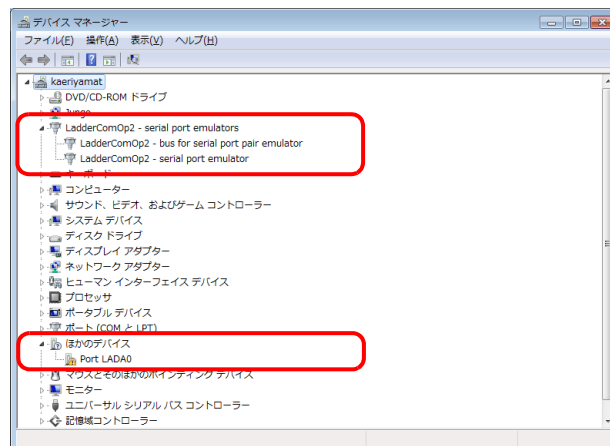 デバイス マネージャー
ファイル(F) 操作(A) 表示(V) ヘルプ(H)
kaeriyamat
DVD/CD-ROM ドライブ
Jungo
LadderComOp2 - serial port emulators
LadderComOp2 - bus for serial port pair emulator
LadderComOp2 - serial port emulator
キーボード
コンピューター
サウンド、ビデオ、およびゲーム コントローラー
システム デバイス
ディスク ドライブ
ディスプレイ アダプター
ネットワーク アダプター
ヒューマン インターフェイス デバイス
プロセッサ
ポータブル デバイス
ポート (COM と LPT)
ほかのデバイス
Port LADA0
マウスとそのほかのポインティング デバイス
モニター
ユニバーサル シリアル バス コントローラー
記憶域コントローラー